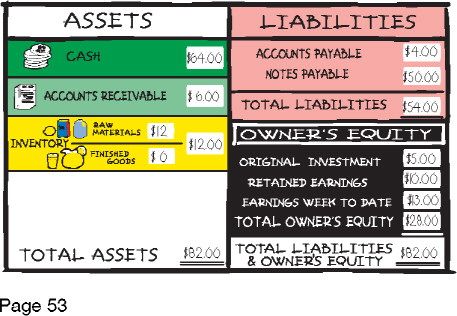 ASSETS
CASH $64.00
ACCOUNTS RECEIVABLE $6.00
INVENTORY $12.00
RAW MATERIALS $12
FINISHED GOODS $0
TOTAL ASSETS $82.00
LIABILITIES
ACCOUNTS PAYABLE $4.00
NOTES PAYABLE $50.00
TOTAL LIABILITIES $54.00
OWNER'S EQUITY
ORIGINAL INVESTMENT $5.00
RETAINED EARNINGS $10.00
EARNINGS WEEK TO DATE $13.00
TOTAL OWNER'S EQUITY $28.00
TOTAL LIABILITIES
& OWNER'S EQUITY $82.00
Page 53